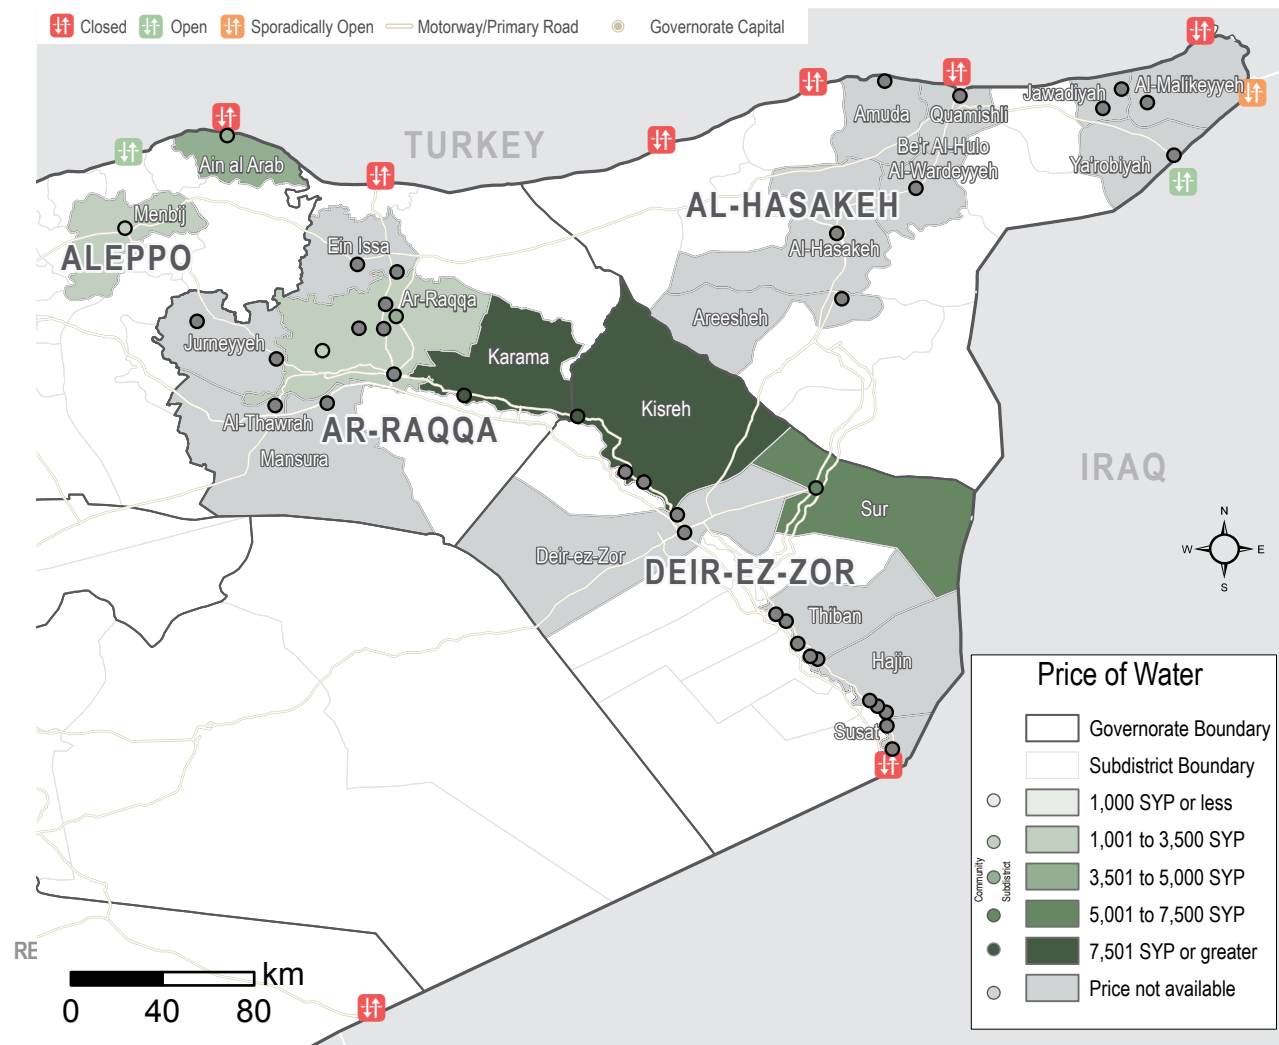 Closed Open Sporadically Open Motorway/Primary Road Governorate Capital
TURKEY
Ain al Arab
Menbij
ALEPPO
Ein Issa
Ar-Raqqa
Jurneyyeh
Karama
Al-Thawrah
AR-RAQQA
Mansura
Amuda
Quamishli
Jawadiyah
Al-Malikeyyeh
Be'r Al-Hulo
Al-Wardeyyeh
Ya'robiyah
AL-HASAKEH
Al-Hasakeh
Areesheh
Kisreh
IRAQ
Sur
Deir-ez-Zor
DEIR-EZ-ZOR
Thiban
Hajin
Susat
N
W E
S
Price of Water
Governorate Boundary
Subdistrict Boundary
1,000 SYP or less
1,001 to 3,500 SYP
3,501 to 5,000 SYP
5,001 to 7,500 SYP
7,501 SYP or greater
Price not available
Community
Subdistrict
RE
km
0 40 80